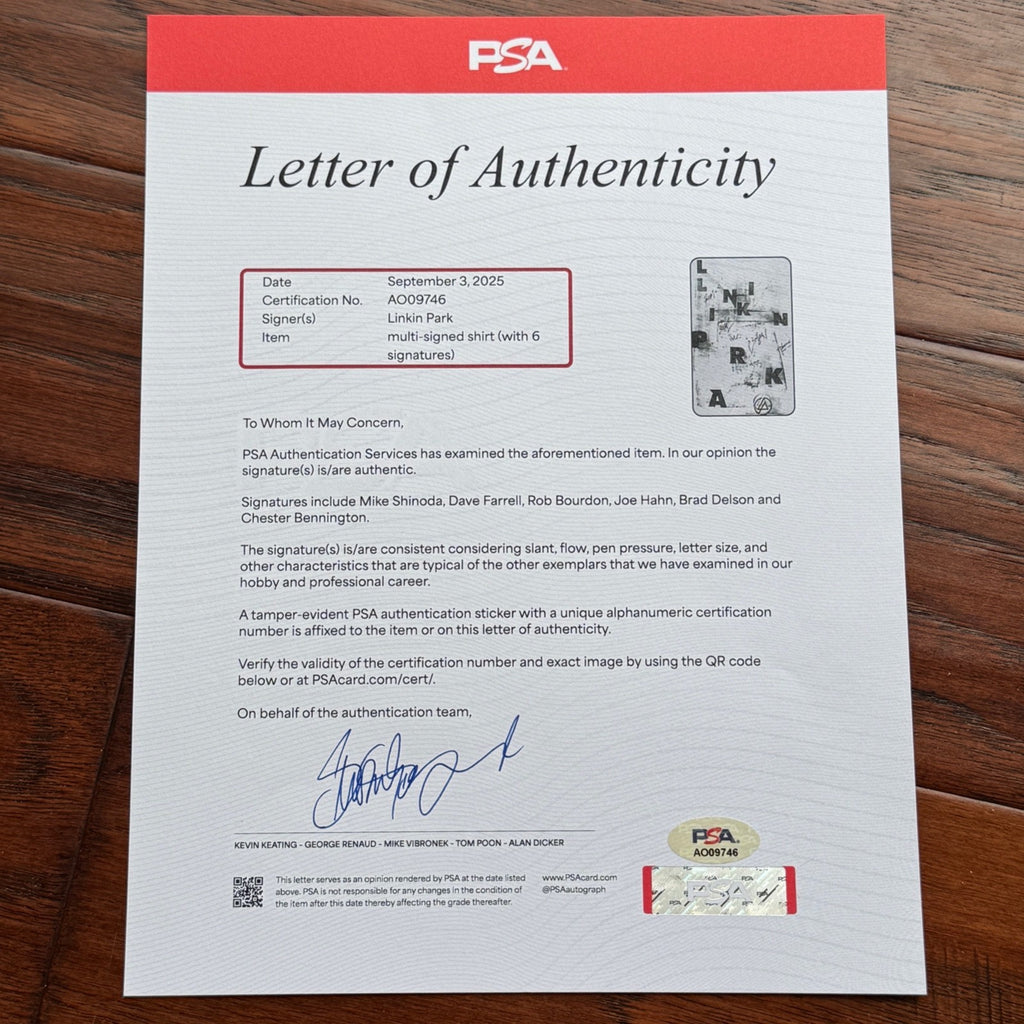 PSA
Letter of Authenticity
Date September 3, 2025
Certification No. AO09746
Signer(s) Linkin Park
Item multi-signed shirt (with 6
signatures)
L
L I
I N K N
P R K
A
To Whom It May Concern,
PSA Authentication Services has examined the aforementioned item. In our opinion the
signature(s) is/are authentic.
Signatures include Mike Shinoda, Dave Farrell, Rob Bourdon, Joe Hahn, Brad Delson and
Chester Bennington.
The signature(s) is/are consistent considering slant, flow, pen pressure, letter size, and
other characteristics that are typical of the other exemplars that we have examined in our
hobby and professional career.
A tamper-evident PSA authentication sticker with a unique alphanumeric certification
number is affixed to the item or on this letter of authenticity.
Verify the validity of the certification number and exact image by using the QR code
below or at PSAcard.com/cert/.
On behalf of the authentication team,
KEVIN KEATING - GEORGE RENAUD - MIKE VIBRONEK - TOM POON - ALAN DICKER
This letter serves as an opinion rendered by PSA at the date listed
above. PSA is not responsible for any changes in the condition of
the item after this date thereby affecting the grade thereafter.
www.PSAcard.com
@PSAautograph
PSA
AO09746
PSA